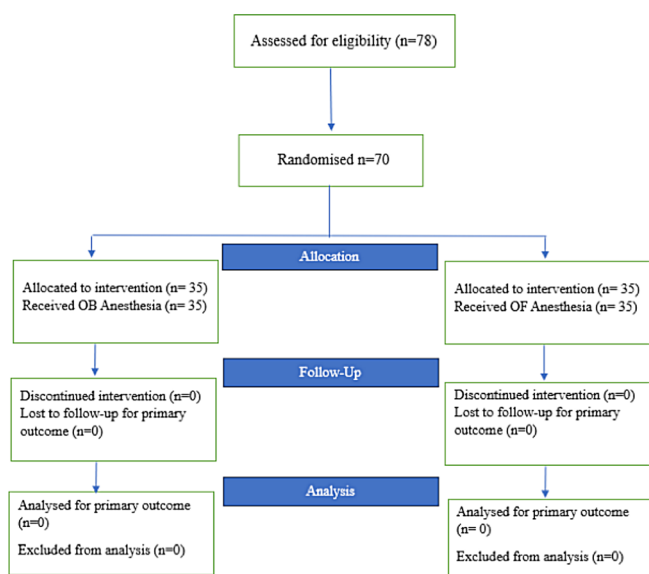 Assessed for eligibility (n=78)
Randomised n=70
Allocation
Allocated to intervention (n= 35)
Received OB Anesthesia (n= 35)
Allocated to intervention (n= 35)
Received OF Anesthesia (n= 35)
Follow-Up
Discontinued intervention (n=0)
Lost to follow-up for primary
outcome (n=0)
Discontinued intervention (n=0)
Lost to follow-up for primary
outcome (n=0)
Analysis
Analysed for primary outcome
(n=0)
Excluded from analysis (n=0)
Analysed for primary outcome
(n= 0)
Excluded from analysis (n=0)